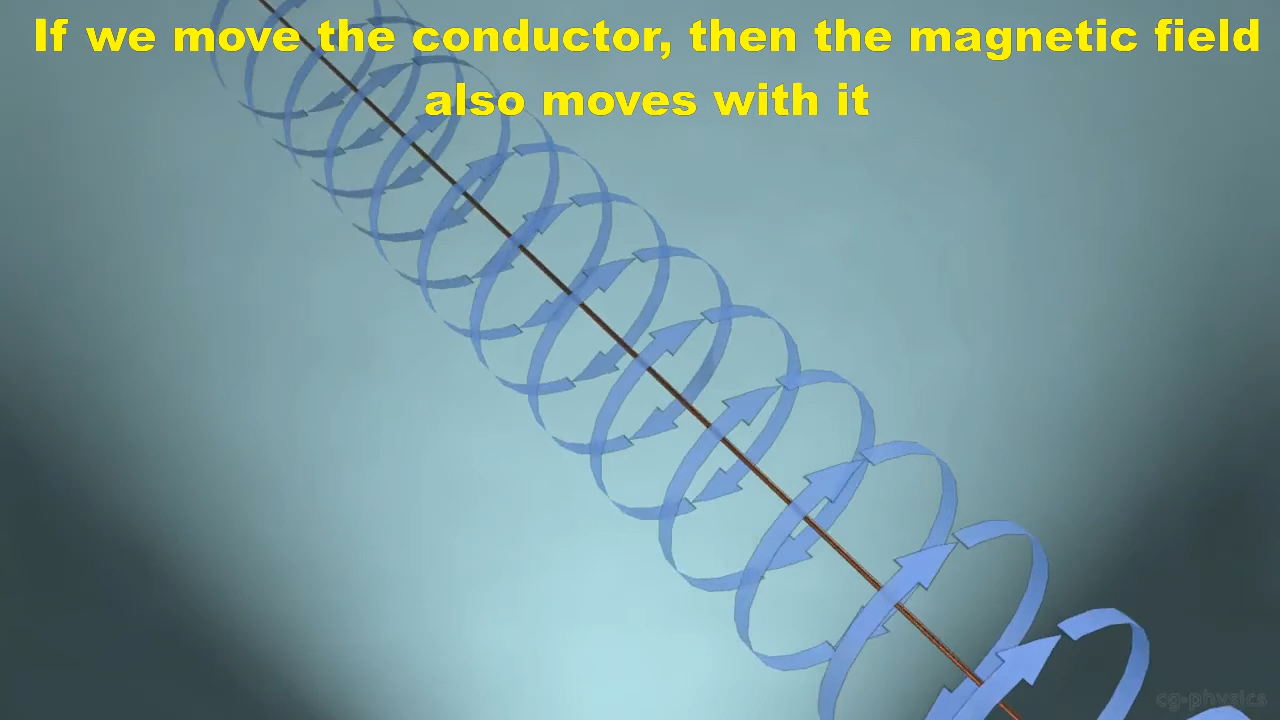 If we move the conductor, then the magnetic field
also moves with it
cg-physics